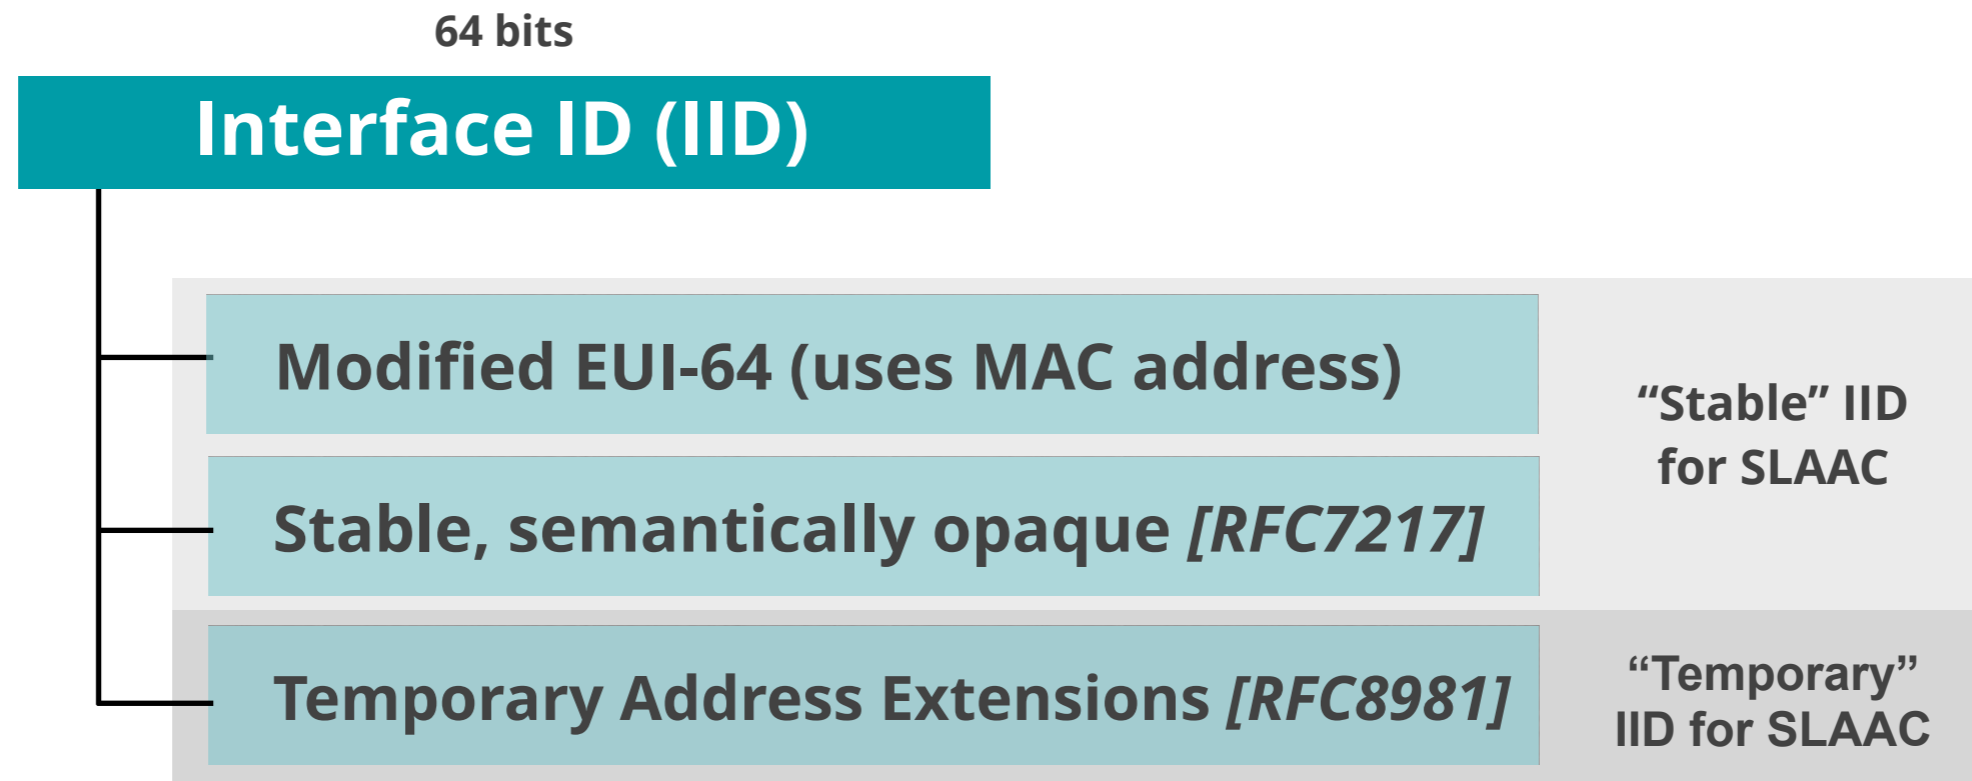 64 bits
Interface ID (IID)
Modified EUI-64 (uses MAC address)
“Stable” IID
for SLAAC
Stable, semantically opaque [RFC7217]
Temporary Address Extensions [RFC8981]
“Temporary”
IID for SLAAC